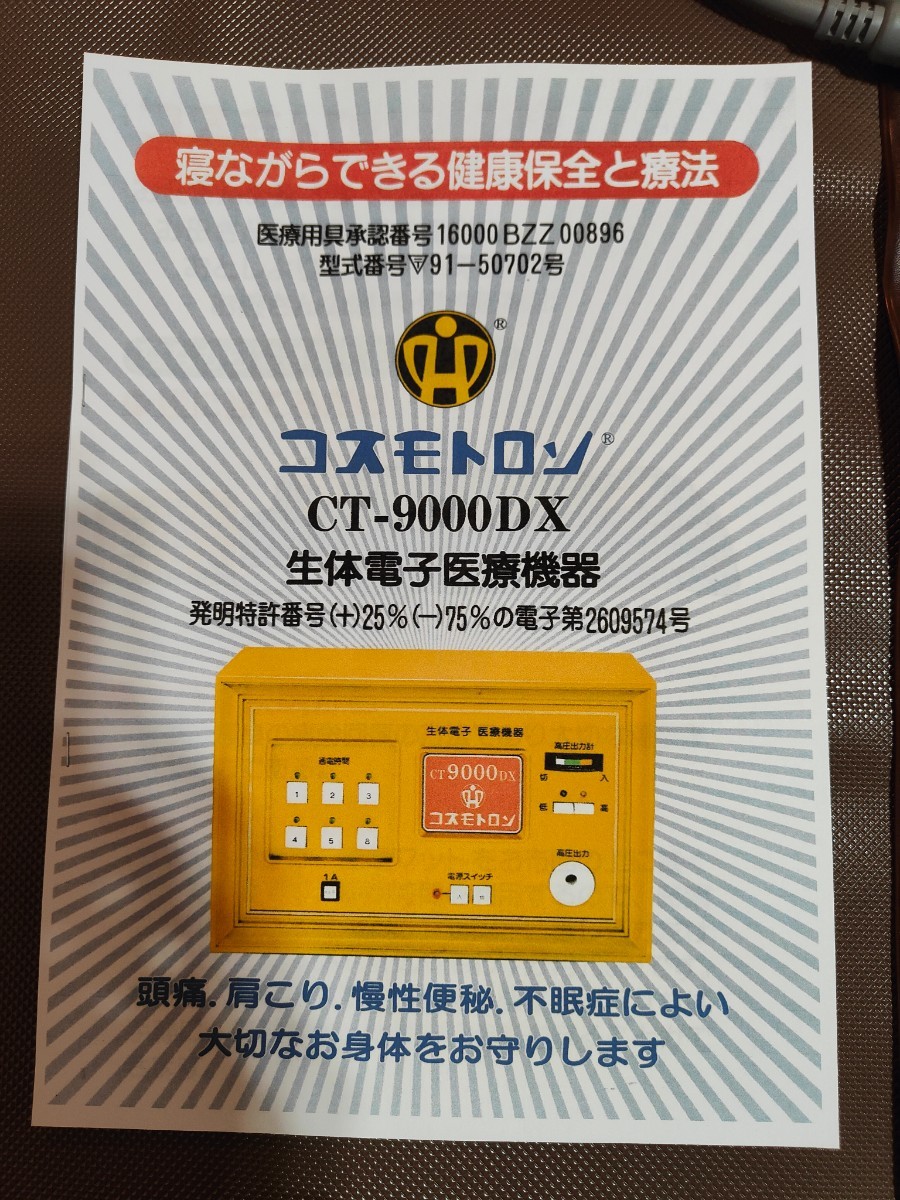 寝ながらできる健康保全と療法
医療用具承認番号16000BZZ00896
型式番号 91-50702号
®
コスモトロン®
CT-9000DX
生体電子医療機器
発明特許番号(+)25%(-)75%の電子第2609574号
生体電子 医療機器
通電時間
1 2 3
4 5 8
1A
CT9000DX
コスモトロン
電源スイッチ
高圧出力計
切 入
低 高
高圧出力
頭痛.肩こり.慢性便秘.不眠症によい
大切なお身体をお守りします